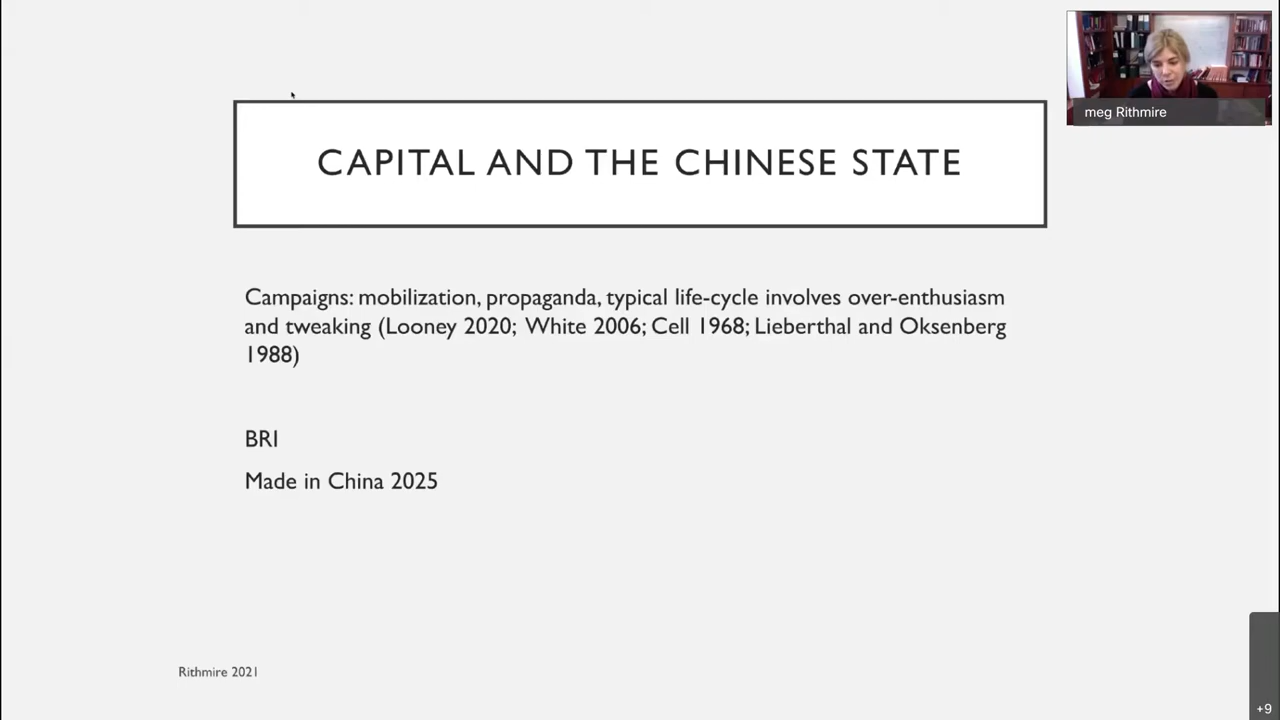 meg Rithmire
CAPITAL AND THE CHINESE STATE
Campaigns: mobilization, propaganda, typical life-cycle involves over-enthusiasm
and tweaking (Looney 2020; White 2006; Cell 1968; Lieberthal and Oksenberg
1988)
BRI
Made in China 2025
Rithmire 2021
+9